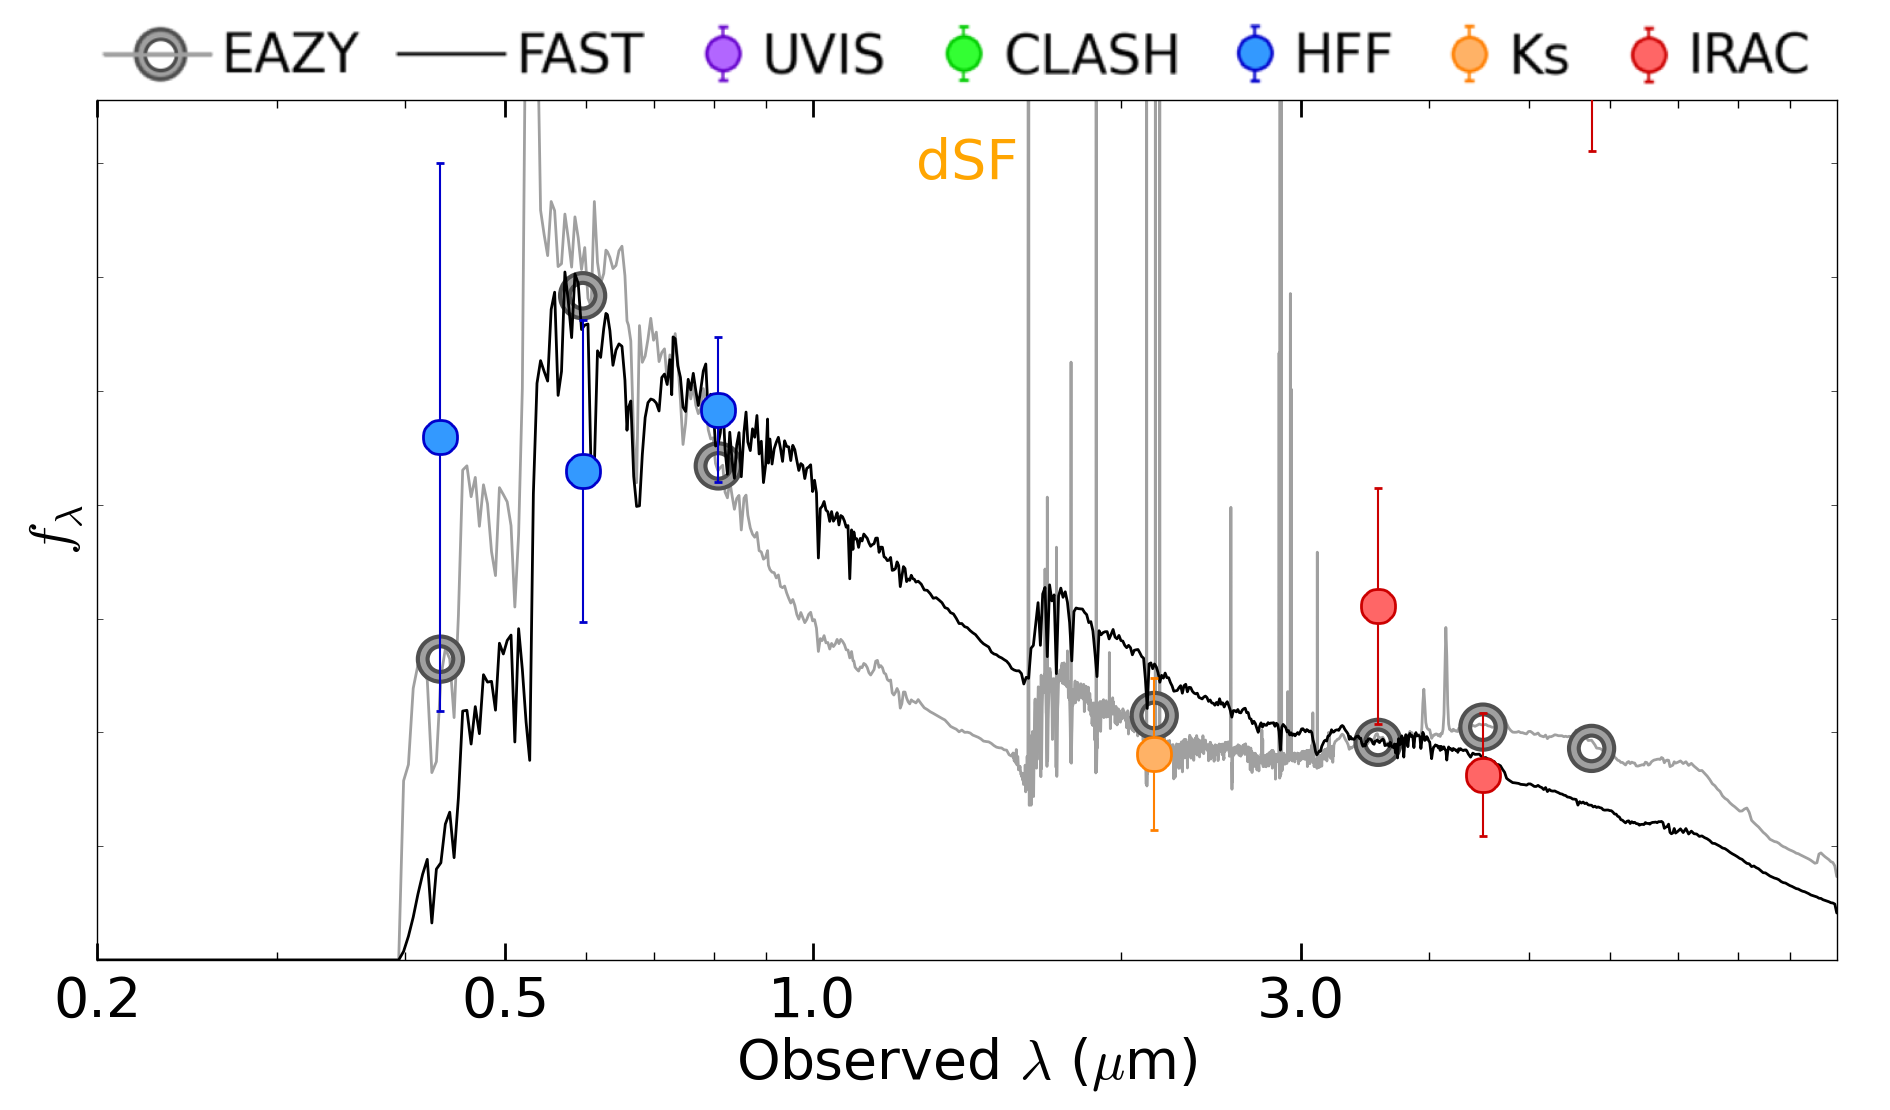 EAZY FAST UVIS CLASH HFF Ks IRAC
dSF
fλ
0.2 0.5 1.0 3.0
Observed λ (μm)